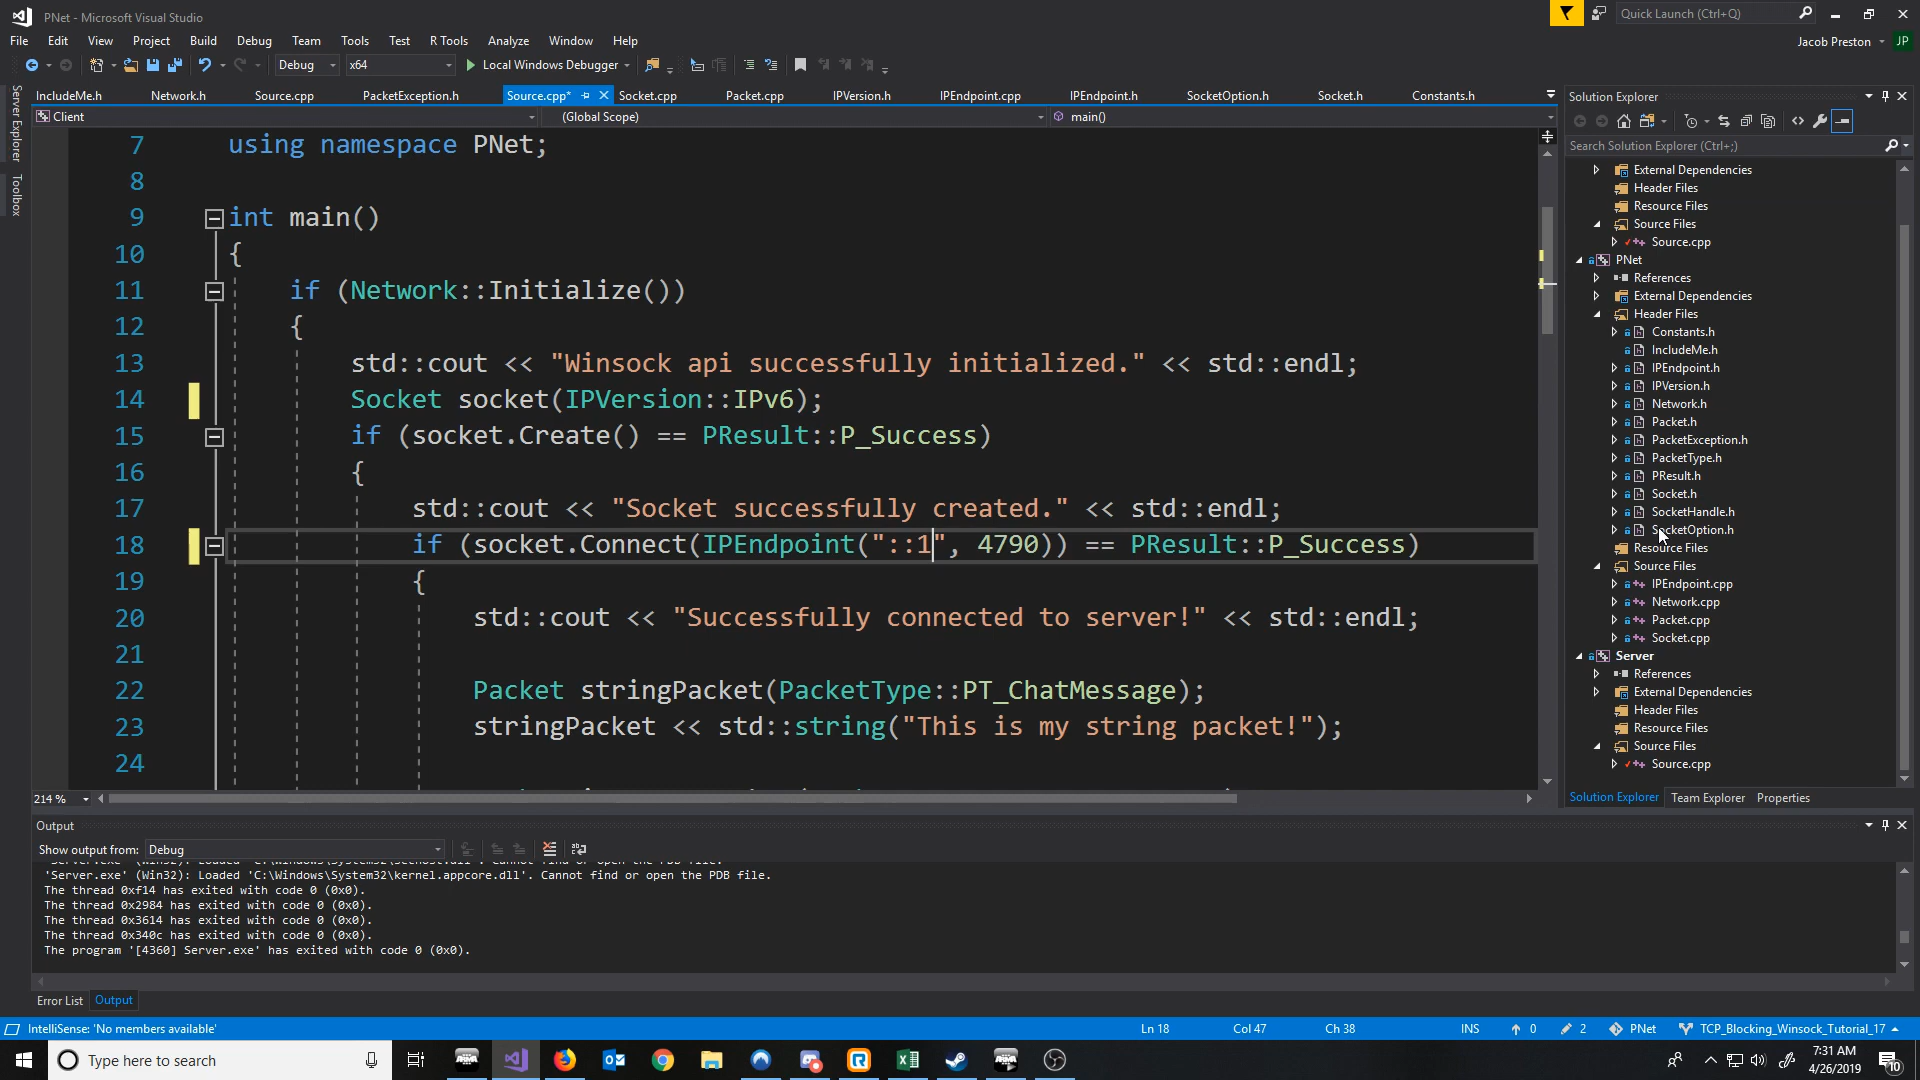 PNet - Microsoft Visual Studio
Quick Launch (Ctrl+Q)
File Edit View Project Build Debug Team Tools Test R Tools Analyze Window Help
Jacob Preston JP
Debug x64 Local Windows Debugger
Server Explorer
Toolbox
IncludeMe.h Network.h Source.cpp PacketException.h Source.cpp* Socket.cpp Packet.cpp IPVersion.h IPEndpoint.cpp IPEndpoint.h SocketOption.h Socket.h Constants.h
Client (Global Scope) main()
7 using namespace PNet;
8
9 int main()
10 {
11 if (Network::Initialize())
12 {
13 std::cout << "Winsock api successfully initialized." << std::endl;
14 Socket socket(IPVersion::IPv6);
15 if (socket.Create() == PResult::P_Success)
16 {
17 std::cout << "Socket successfully created." << std::endl;
18 if (socket.Connect(IPEndpoint("::1", 4790)) == PResult::P_Success)
19 {
20 std::cout << "Successfully connected to server!" << std::endl;
21
22 Packet stringPacket(PacketType::PT_ChatMessage);
23 stringPacket << std::string("This is my string packet!");
24
214 %
Solution Explorer
Search Solution Explorer (Ctrl+;)
External Dependencies
Header Files
Resource Files
Source Files
Source.cpp
PNet
References
External Dependencies
Header Files
Constants.h
IncludeMe.h
IPEndpoint.h
IPVersion.h
Network.h
Packet.h
PacketException.h
PacketType.h
PResult.h
Socket.h
SocketHandle.h
SocketOption.h
Resource Files
Source Files
IPEndpoint.cpp
Network.cpp
Packet.cpp
Socket.cpp
Server
References
External Dependencies
Header Files
Resource Files
Source Files
Source.cpp
Solution Explorer Team Explorer Properties
Output
Show output from: Debug
'Server.exe' (Win32): Loaded 'C:\Windows\System32\kernel.appcore.dll'. Cannot find or open the PDB file.
The thread 0xf14 has exited with code 0 (0x0).
The thread 0x2984 has exited with code 0 (0x0).
The thread 0x3614 has exited with code 0 (0x0).
The thread 0x340c has exited with code 0 (0x0).
The program '[4360] Server.exe' has exited with code 0 (0x0).
Error List Output
IntelliSense: 'No members available' Ln 18 Col 47 Ch 38 INS 0 2 PNet TCP_Blocking_Winsock_Tutorial_17
Type here to search
7:31 AM
4/26/2019
10